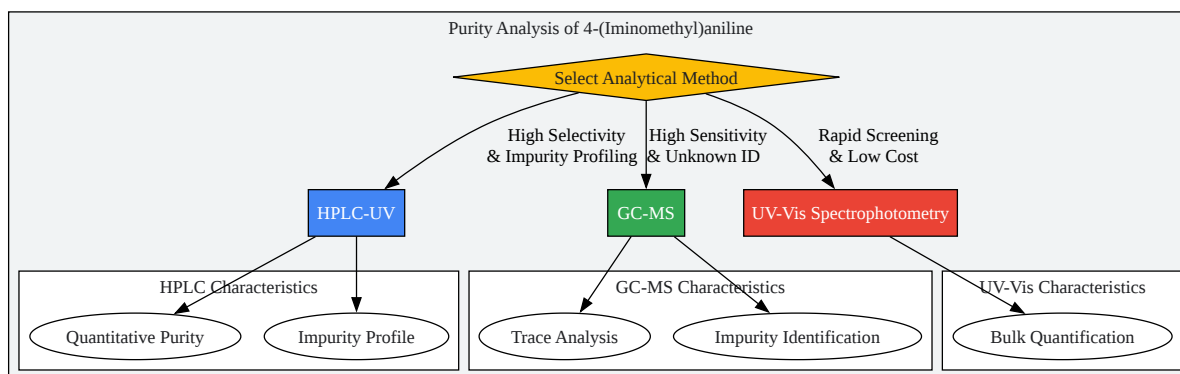 Purity Analysis of 4-(Iminomethyl)aniline
Select Analytical Method
High Selectivity
& Impurity Profiling
High Sensitivity
& Unknown ID
Rapid Screening
& Low Cost
HPLC-UV
GC-MS
UV-Vis Spectrophotometry
HPLC Characteristics
GC-MS Characteristics
UV-Vis Characteristics
Quantitative Purity
Impurity Profile
Trace Analysis
Impurity Identification
Bulk Quantification